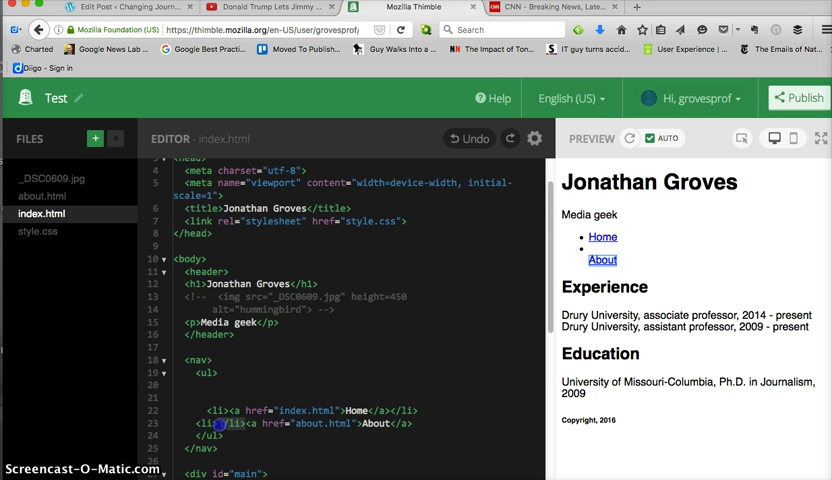 Edit Post ‹ Changing Journ...
Donald Trump Lets Jimmy ...
Mozilla Thimble
CNN - Breaking News, Late...
Mozilla Foundation (US)
https://thimble.mozilla.org/en-US/user/grovesprof/
Search
Charted
Google News Lab -...
Google Best Practic...
Moved To Publish...
Guy Walks Into a ...
The Impact of Ton...
IT guy turns accid...
User Experience | ...
The Emails of Nat...
Diigo - Sign in
Test
Help
English (US)
Hi, grovesprof
Publish
FILES
EDITOR - index.html
Undo
PREVIEW
AUTO
_DSC0609.jpg
about.html
index.html
style.css
3 <head>
4 <meta charset="utf-8">
5 <meta name="viewport" content="width=device-width, initial-
scale=1">
6 <title>Jonathan Groves</title>
7 <link rel="stylesheet" href="style.css">
8 </head>
9
10 <body>
11 <header>
12 <h1>Jonathan Groves</h1>
13 <!-- <img src="_DSC0609.jpg" height=450
14 alt="hummingbird"> -->
15 <p>Media geek</p>
16 </header>
17
18 <nav>
19 <ul>
20
21
22 <li><a href="index.html">Home</a></li>
23 <li></li><a href="about.html">About</a>
24 </ul>
25 </nav>
26
27 <div id="main">
Jonathan Groves
Media geek
Home
About
Experience
Drury University, associate professor, 2014 - present
Drury University, assistant professor, 2009 - present
Education
University of Missouri-Columbia, Ph.D. in Journalism,
2009
Copyright, 2016
Screencast-O-Matic.com